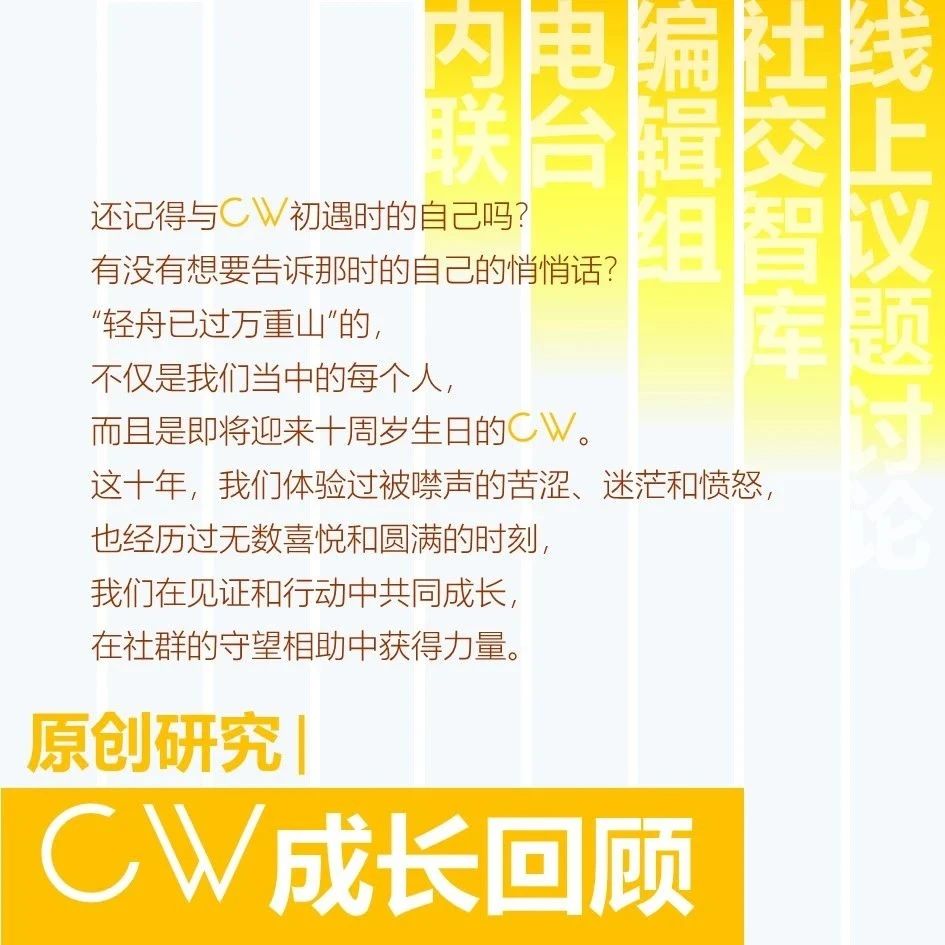 内联
电台
编辑组
社交智库
线上议题讨论
还记得与CW初遇时的自己吗?
有没有想要告诉那时的自己的悄悄话?
“轻舟已过万重山”的，
不仅是我们当中的每个人，
而且是即将迎来十周岁生日的CW。
这十年，我们体验过被噤声的苦涩、迷茫和愤怒，
也经历过无数喜悦和圆满的时刻，
我们在见证和行动中共同成长，
在社群的守望相助中获得力量。
原创研究|
CW成长回顾